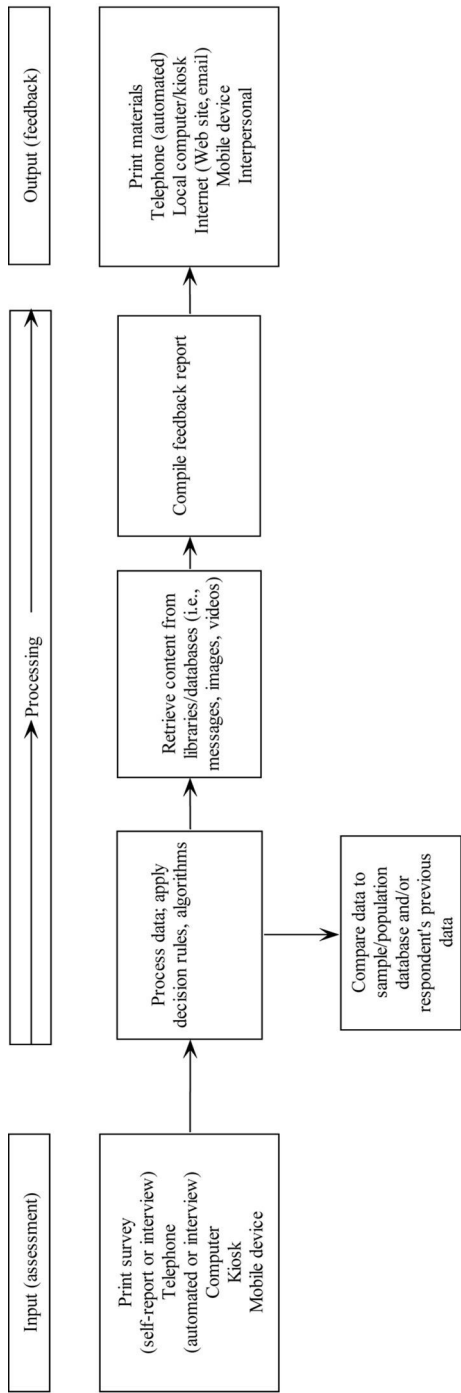 Input (assessment)
Processing
Output (feedback)
Print survey
(self-report or interview)
Telephone
(automated or interview)
Computer
Kiosk
Mobile device
Process data; apply
decision rules, algorithms
Compare data to
sample/population
database and/or
respondent's previous
data
Retrieve content from
libraries/databases (i.e.,
messages, images, videos)
Compile feedback report
Print materials
Telephone (automated)
Local computer/kiosk
Internet (Web site, email)
Mobile device
Interpersonal